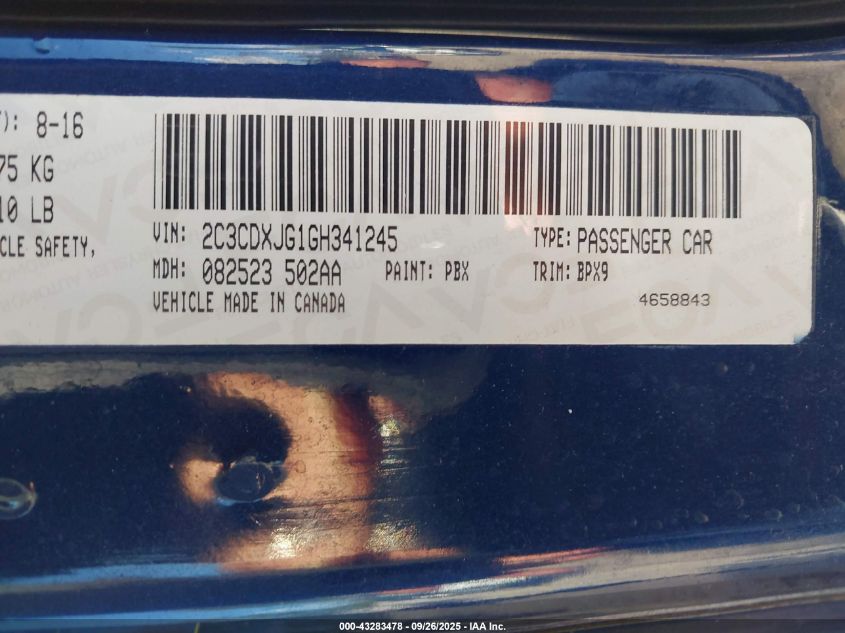 ): 8-16
75 KG
10 LB
CLE SAFETY,
VIN: 2C3CDXJG1GH341245
TYPE: PASSENGER CAR
MDH: 082523 502AA
PAINT: PBX
TRIM: BPX9
VEHICLE MADE IN CANADA
4658843
000-43283478 - 09/26/2025 - IAA Inc.